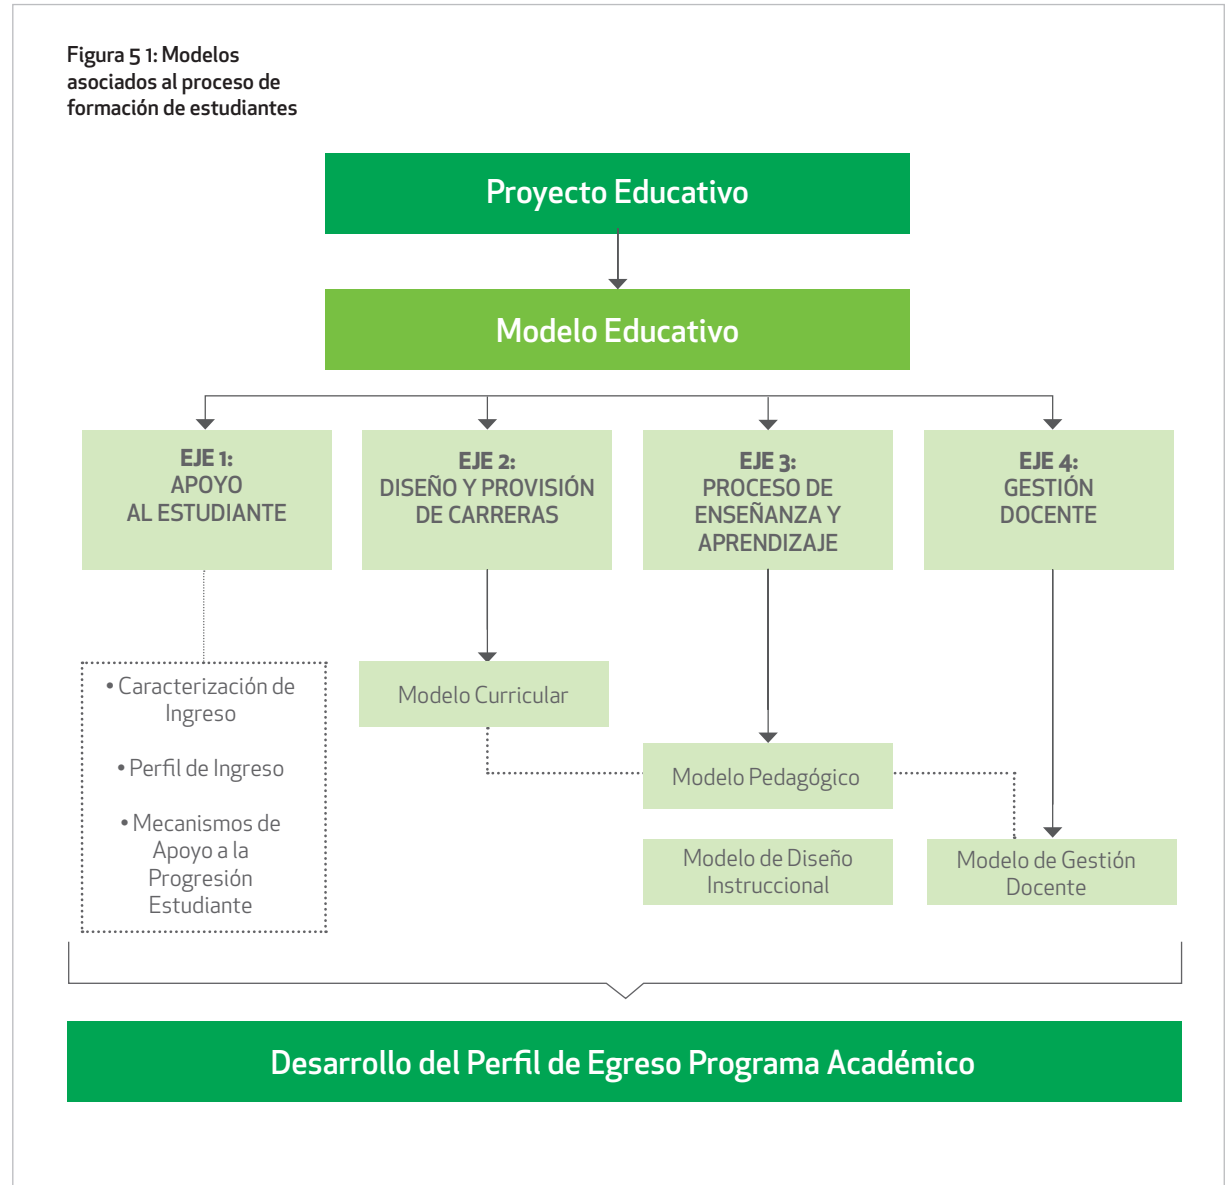 Figura 5 1: Modelos
asociados al proceso de
formación de estudiantes
Proyecto Educativo
Modelo Educativo
EJE 1:
APOYO
AL ESTUDIANTE
EJE 2:
DISEÑO Y PROVISIÓN
DE CARRERAS
EJE 3:
PROCESO DE
ENSEÑANZA Y
APRENDIZAJE
EJE 4:
GESTIÓN
DOCENTE
• Caracterización de
Ingreso
• Perfil de Ingreso
• Mecanismos de
Apoyo a la
Progresión
Estudiante
Modelo Curricular
Modelo Pedagógico
Modelo de Diseño
Instruccional
Modelo de Gestión
Docente
Desarrollo del Perfil de Egreso Programa Académico